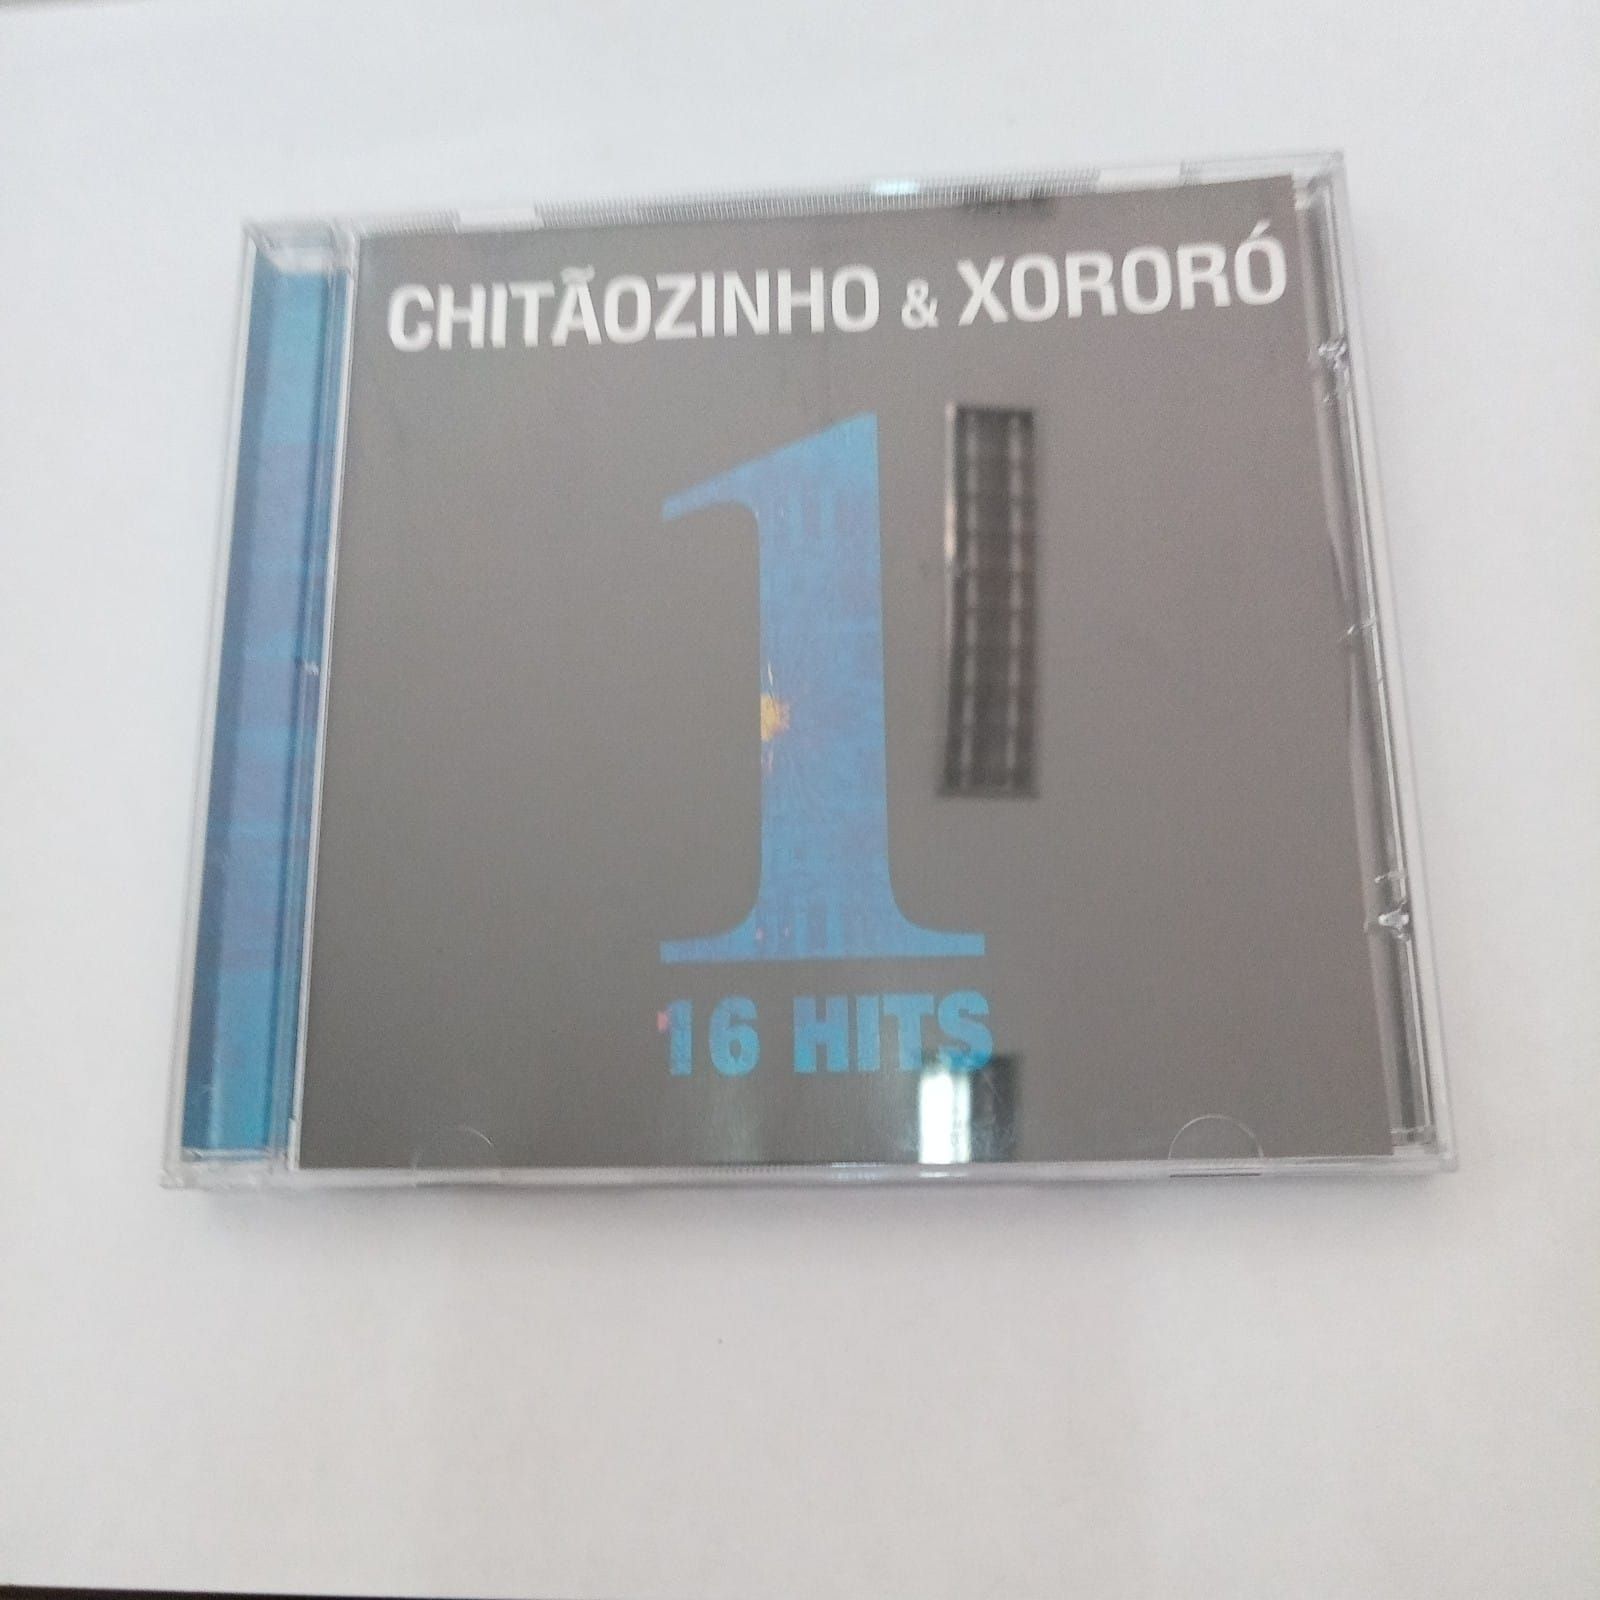 CHITÃOZINHO & XORORÓ
1
16 HITS